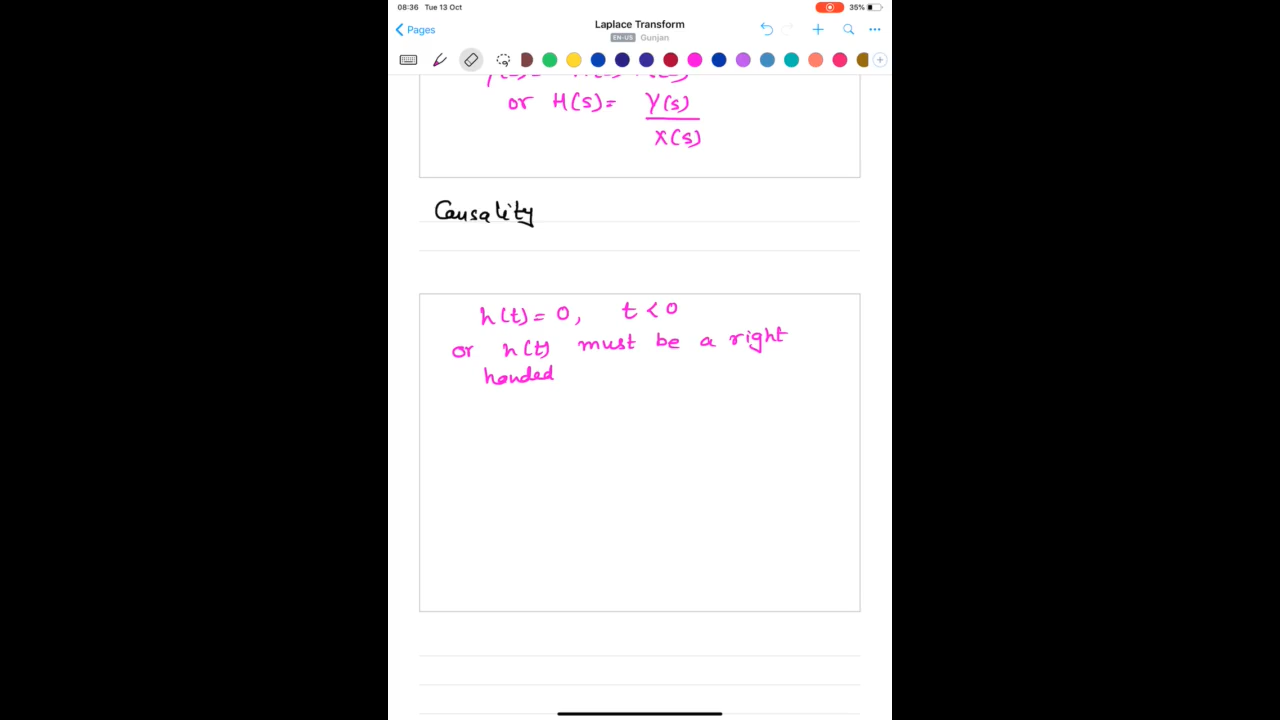 08:36 Tue 13 Oct
35%
Pages
Laplace Transform
EN-US Gunjan
or H(s)= Y(s)
X(s)
Causality
h(t)= 0, t < 0
or h(t) must be a right
handed